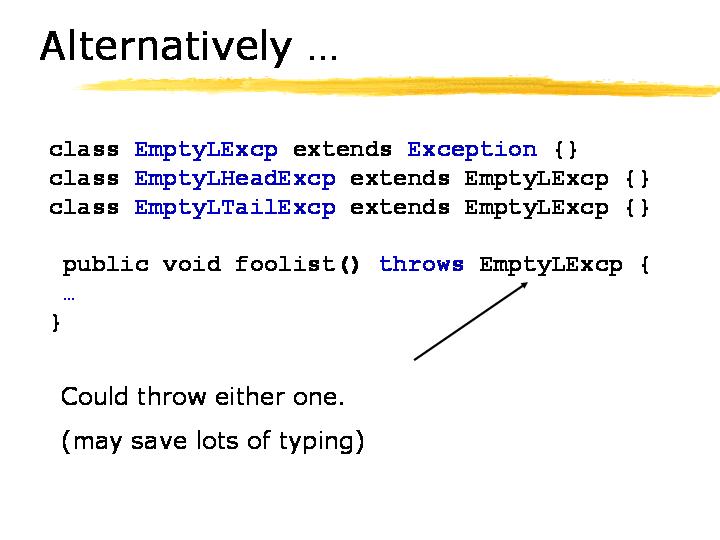 Alternatively …
class EmptyLExcp extends Exception {}
class EmptyLHeadExcp extends EmptyLExcp {}
class EmptyLTailExcp extends EmptyLExcp {}
public void foolist() throws EmptyLExcp {
…
}
Could throw either one.
(may save lots of typing)